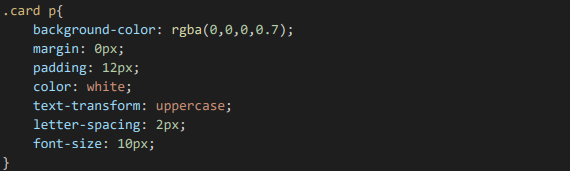 .card p{
    background-color: rgba(0,0,0,0.7);
    margin: 0px;
    padding: 12px;
    color: white;
    text-transform: uppercase;
    letter-spacing: 2px;
    font-size: 10px;
}